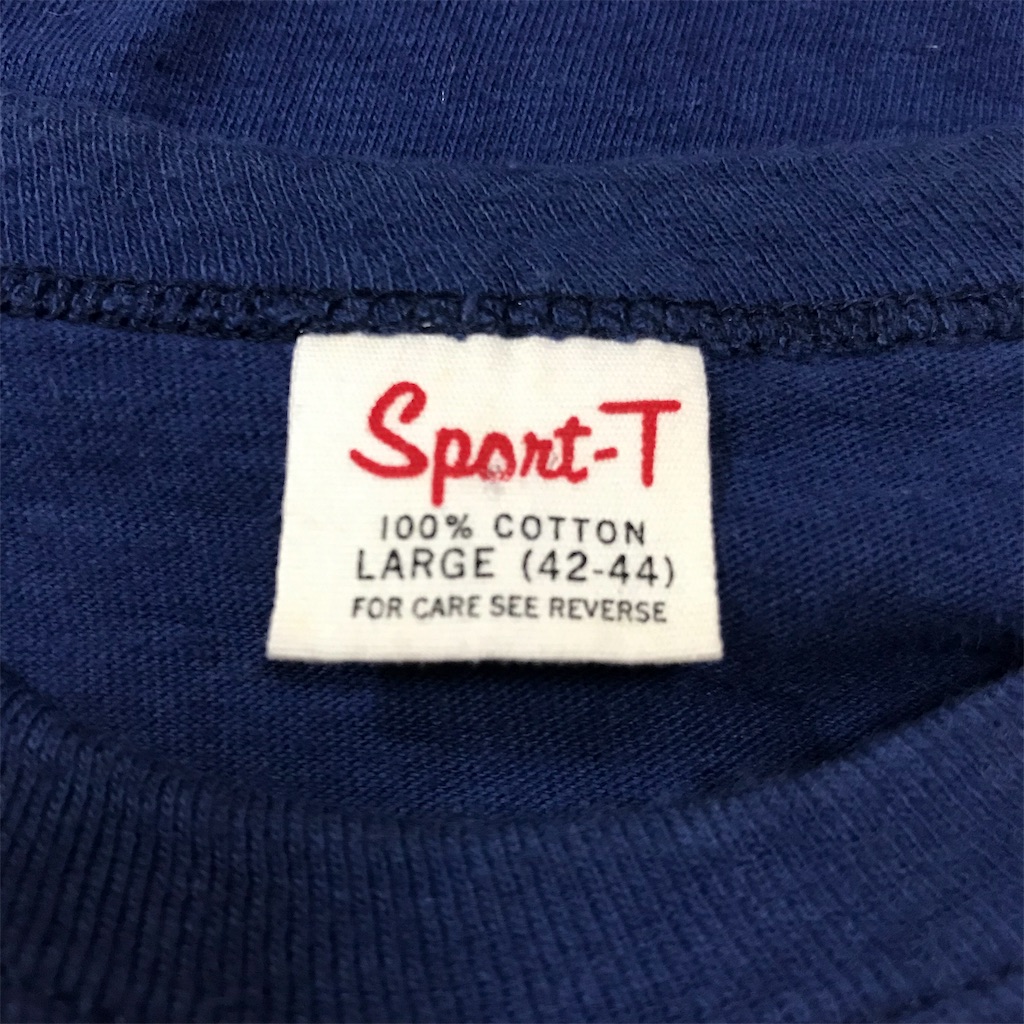 Sport-T
100% COTTON
LARGE (42-44)
FOR CARE SEE REVERSE